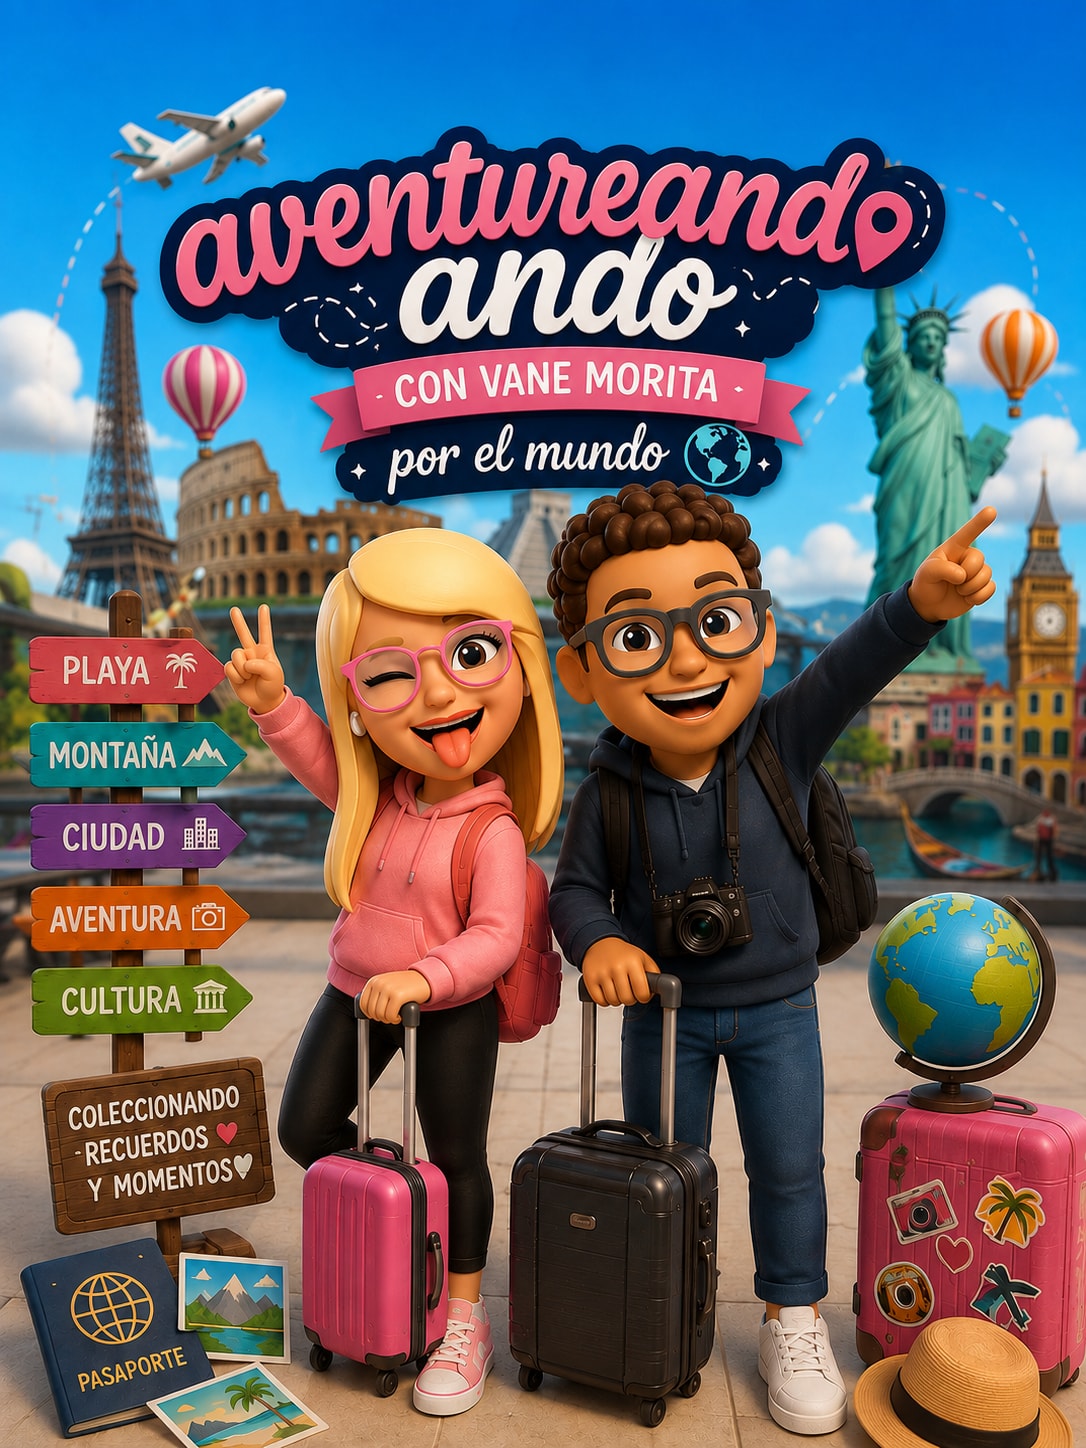 aventureando
ando
CON VANE MORITA
por el mundo
PLAYA
MONTAÑA
CIUDAD
AVENTURA
CULTURA
COLECCIONANDO
-RECUERDOS
Y MOMENTOS
PASAPORTE